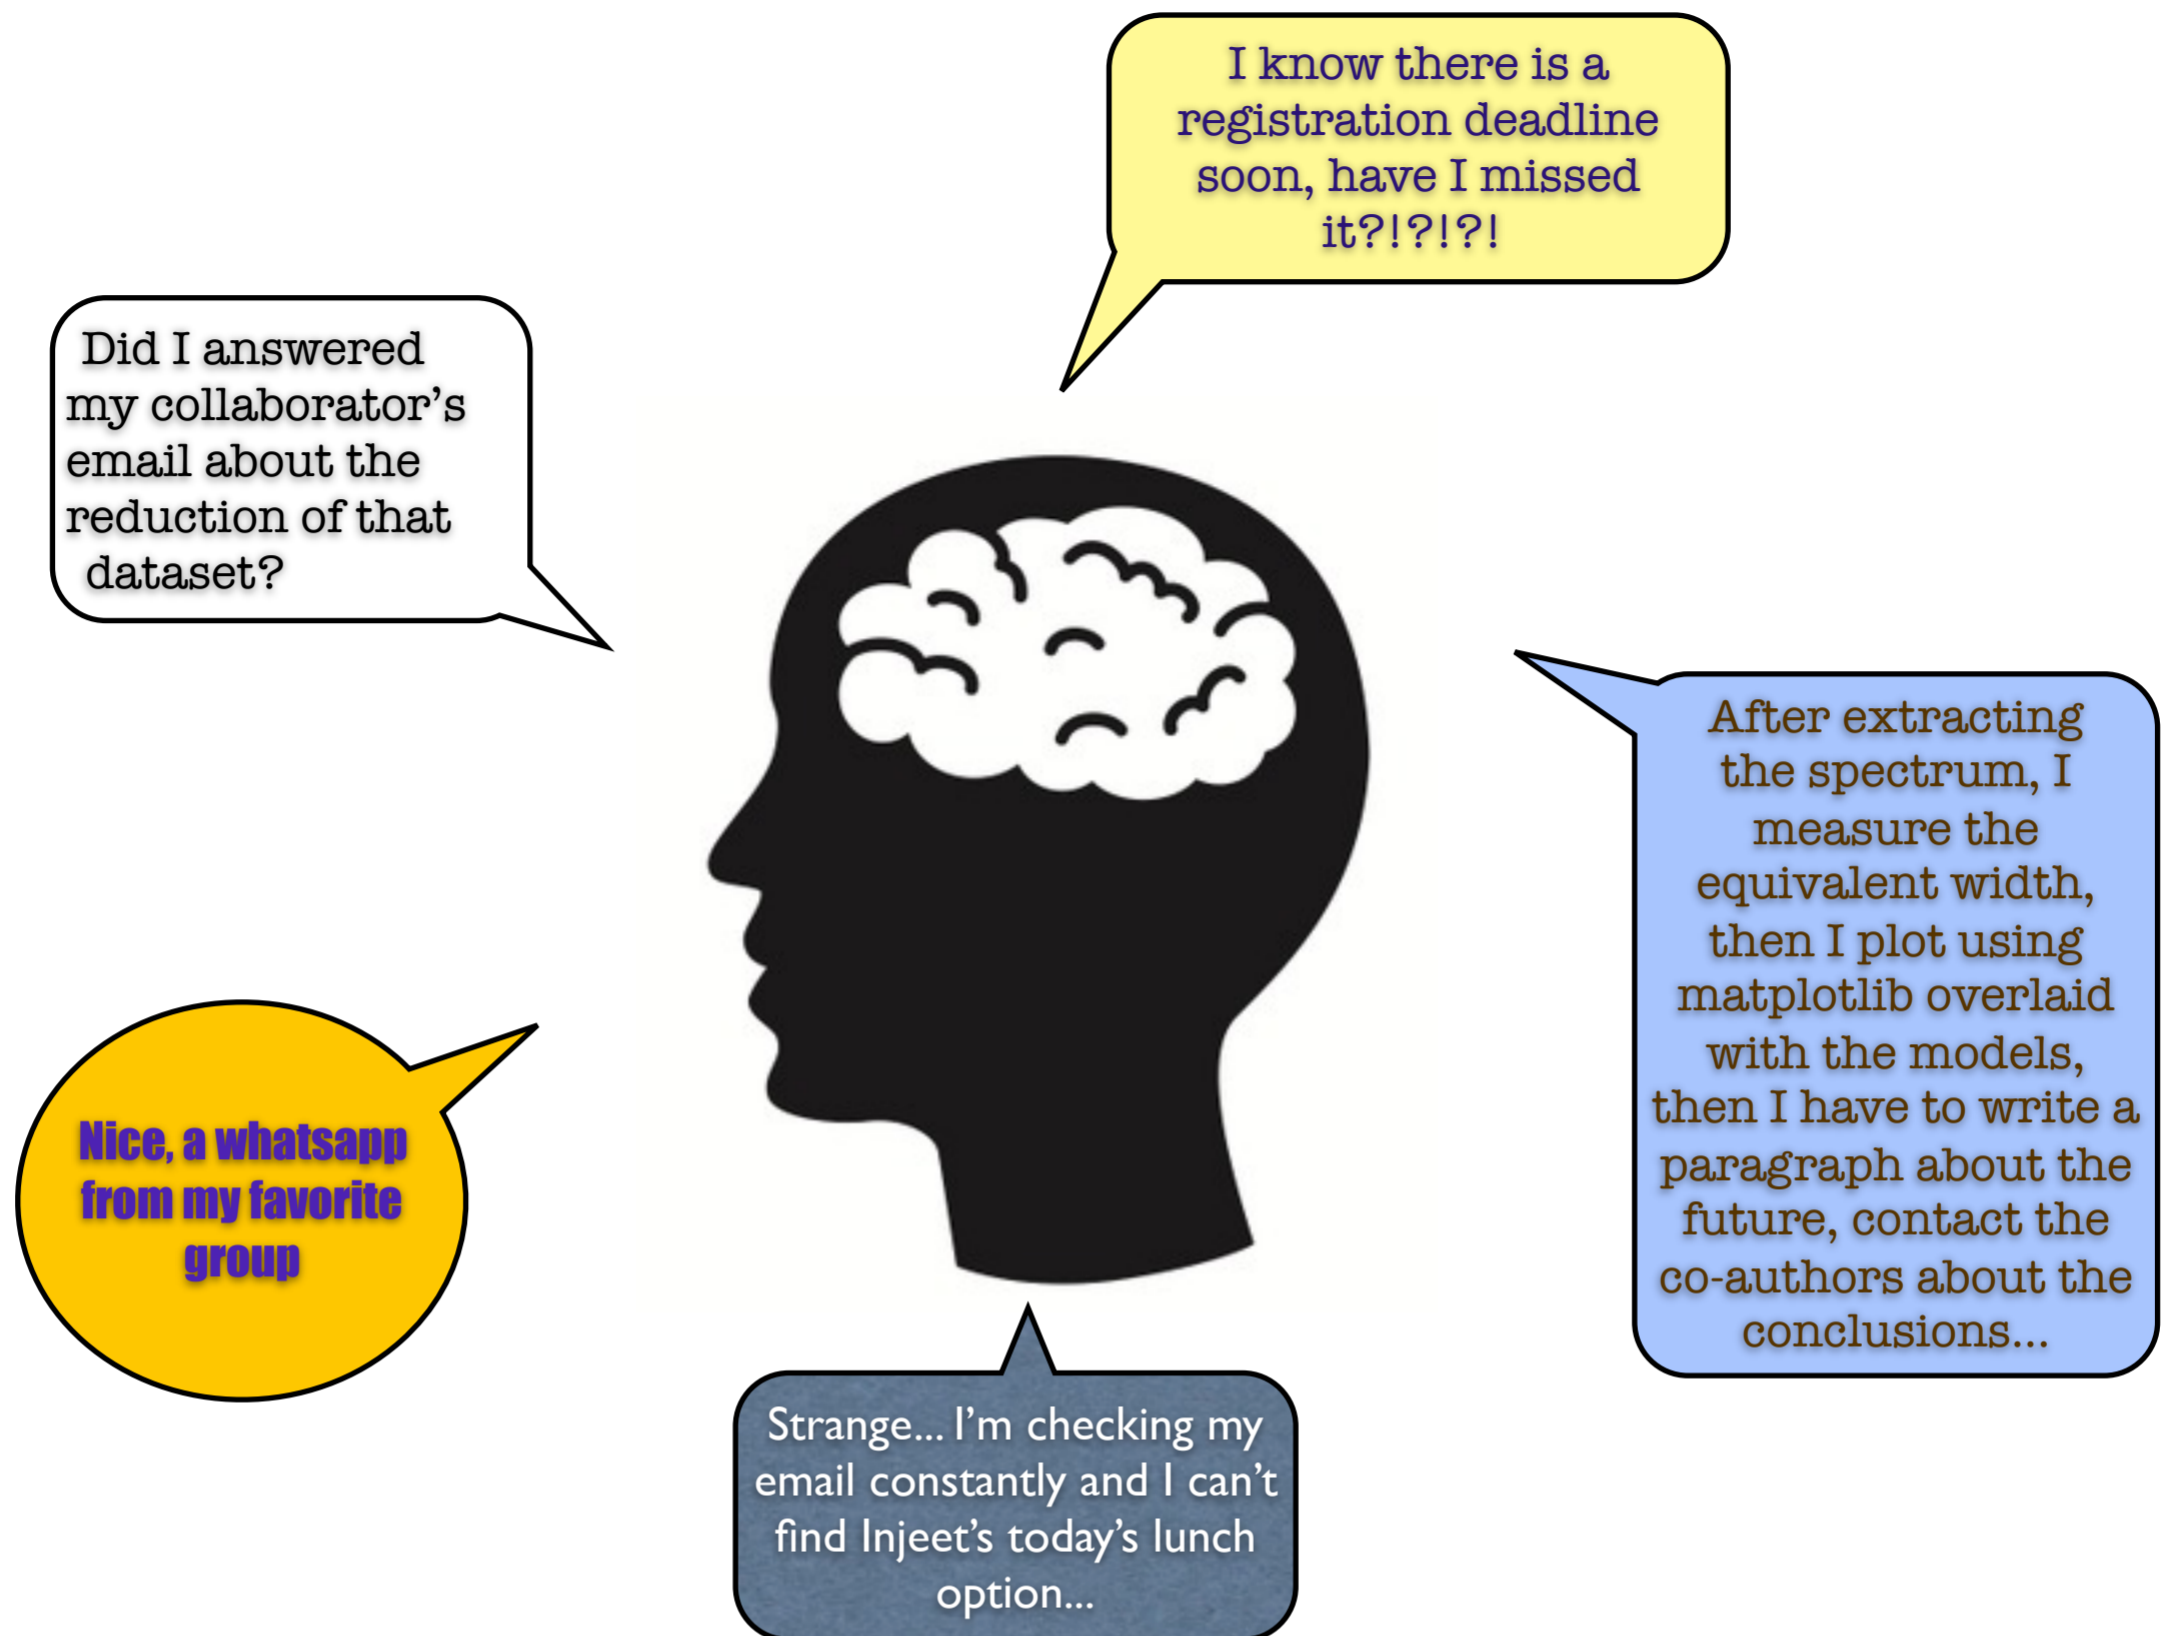 I know there is a
registration deadline
soon, have I missed
it?!?!?!
Did I answered
my collaborator's
email about the
reduction of that
dataset?
After extracting
the spectrum, I
measure the
equivalent width,
then I plot using
matplotlib overlaid
with the models,
then I have to write a
paragraph about the
future, contact the
co-authors about the
conclusions...
Nice, a whatsapp
from my favorite
group
Strange... I'm checking my
email constantly and I can't
find Injeet's today's lunch
option...